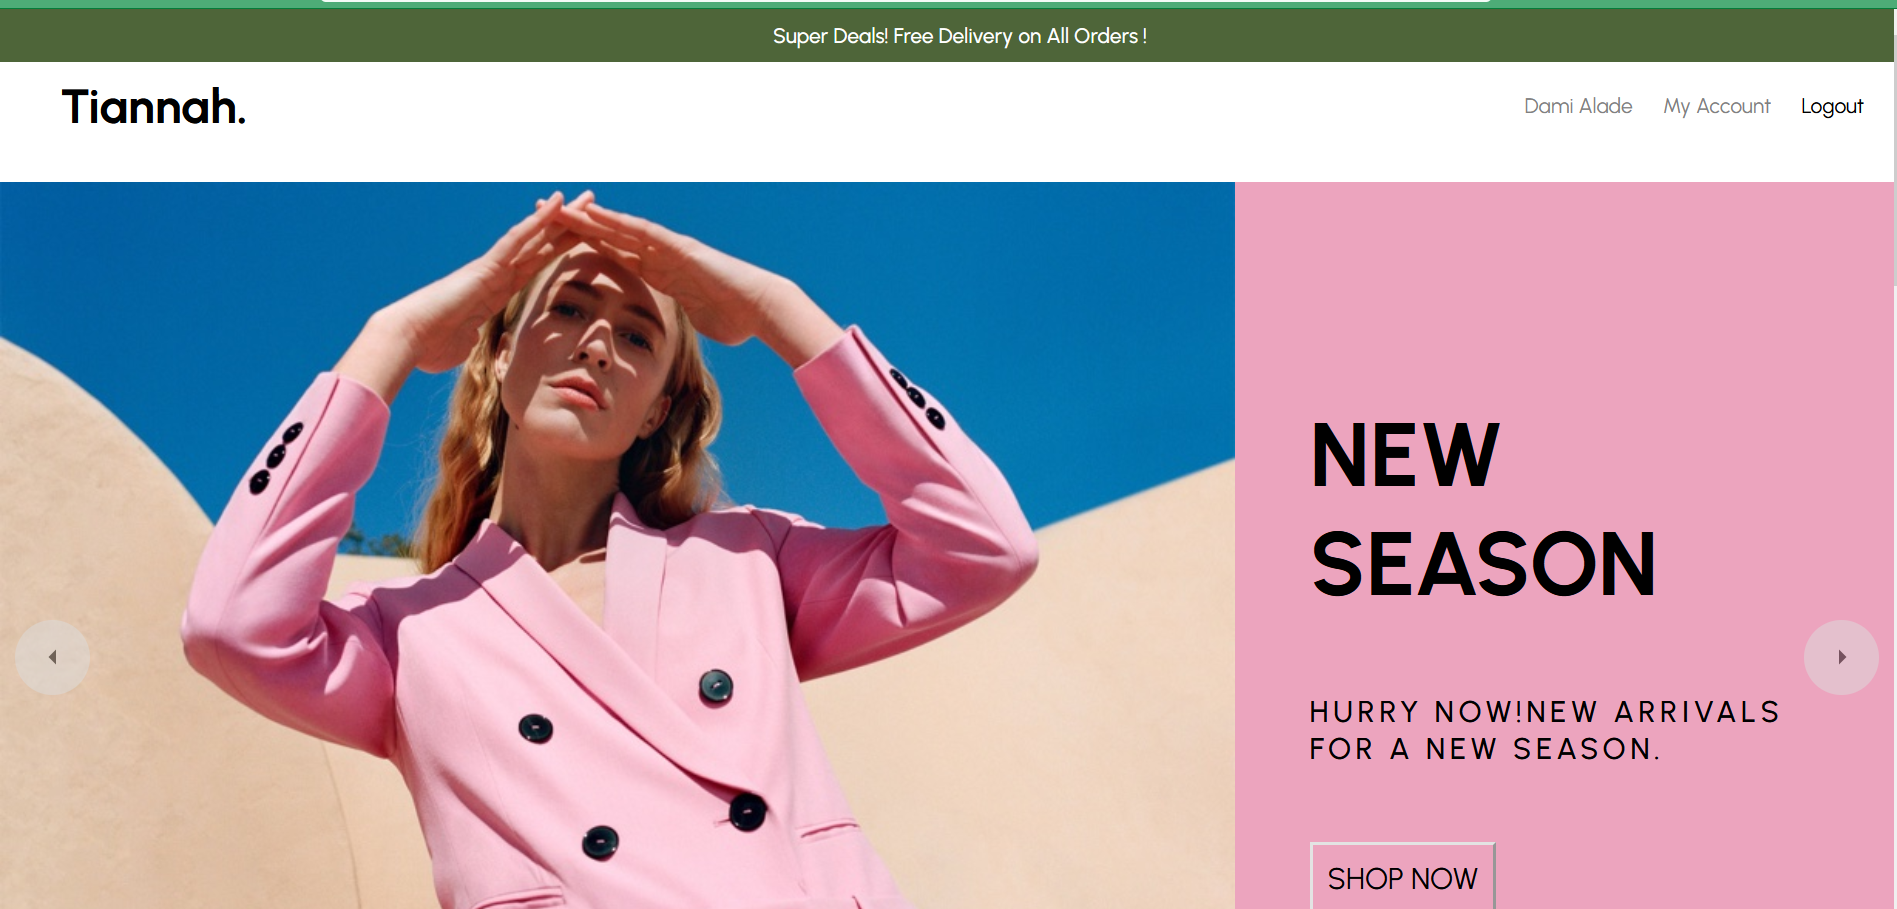 Super Deals! Free Delivery on All Orders !
Tiannah.
Dami Alade My Account Logout
NEW
SEASON
HURRY NOW!NEW ARRIVALS
FOR A NEW SEASON.
SHOP NOW